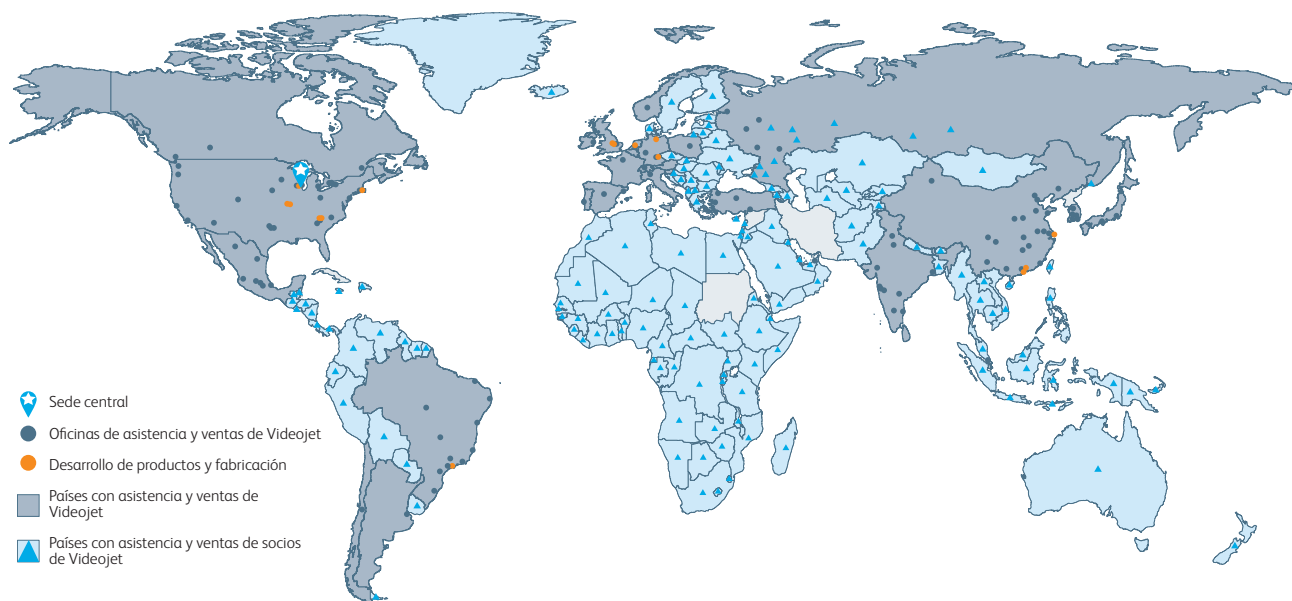 Sede central
Oficinas de asistencia y ventas de Videojet
Desarrollo de productos y fabricación
Países con asistencia y ventas de
Videojet
Países con asistencia y ventas de socios
de Videojet